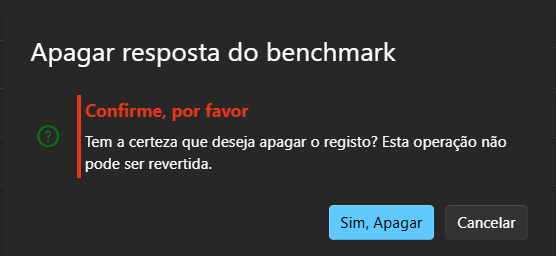 Apagar resposta do benchmark
Confirme, por favor
Tem a certeza que deseja apagar o registo? Esta operação não
pode ser revertida.
Sim, Apagar
Cancelar